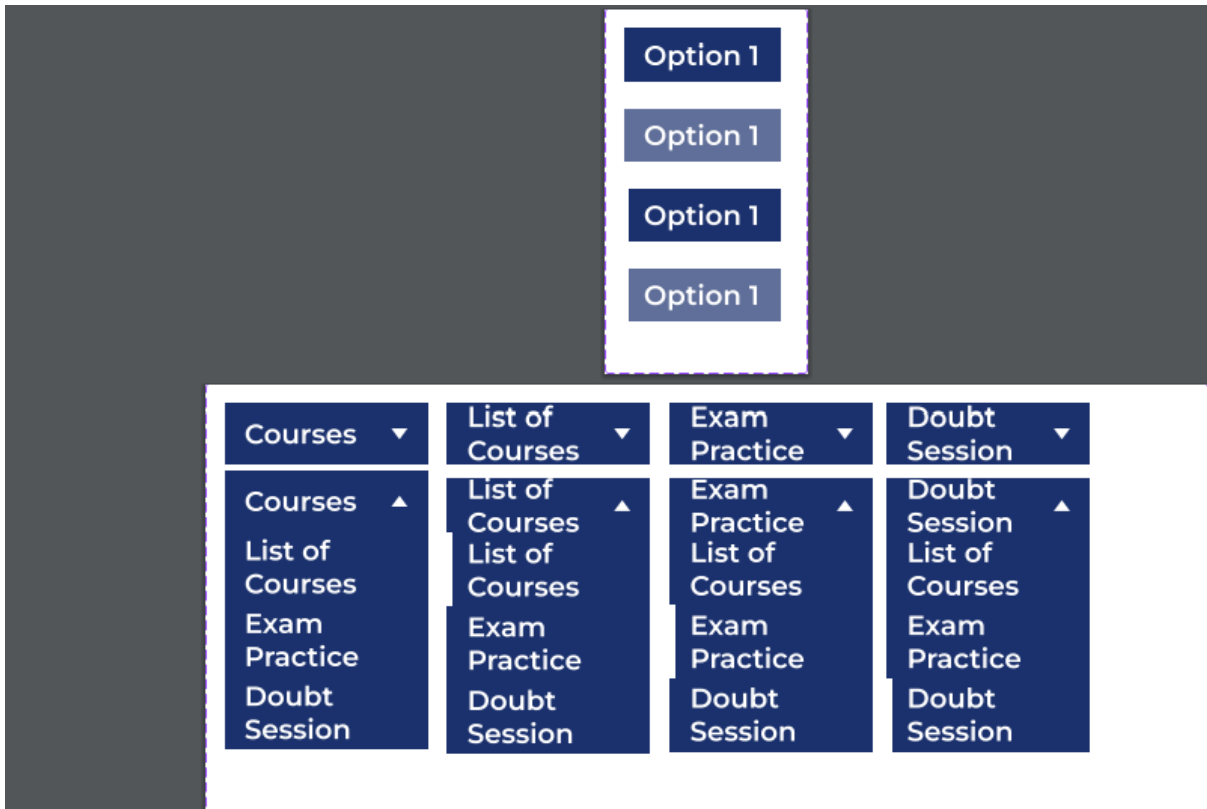 Option 1
Option 1
Option 1
Option 1
Courses
List of
Courses
Exam
Practice
Doubt
Session
Courses
List of
Courses
Exam
Practice
Doubt
Session
List of
Courses
List of
Courses
Exam
Practice
Doubt
Session
Exam
Practice
List of
Courses
Exam
Practice
Doubt
Session
Doubt
Session
List of
Courses
Exam
Practice
Doubt
Session